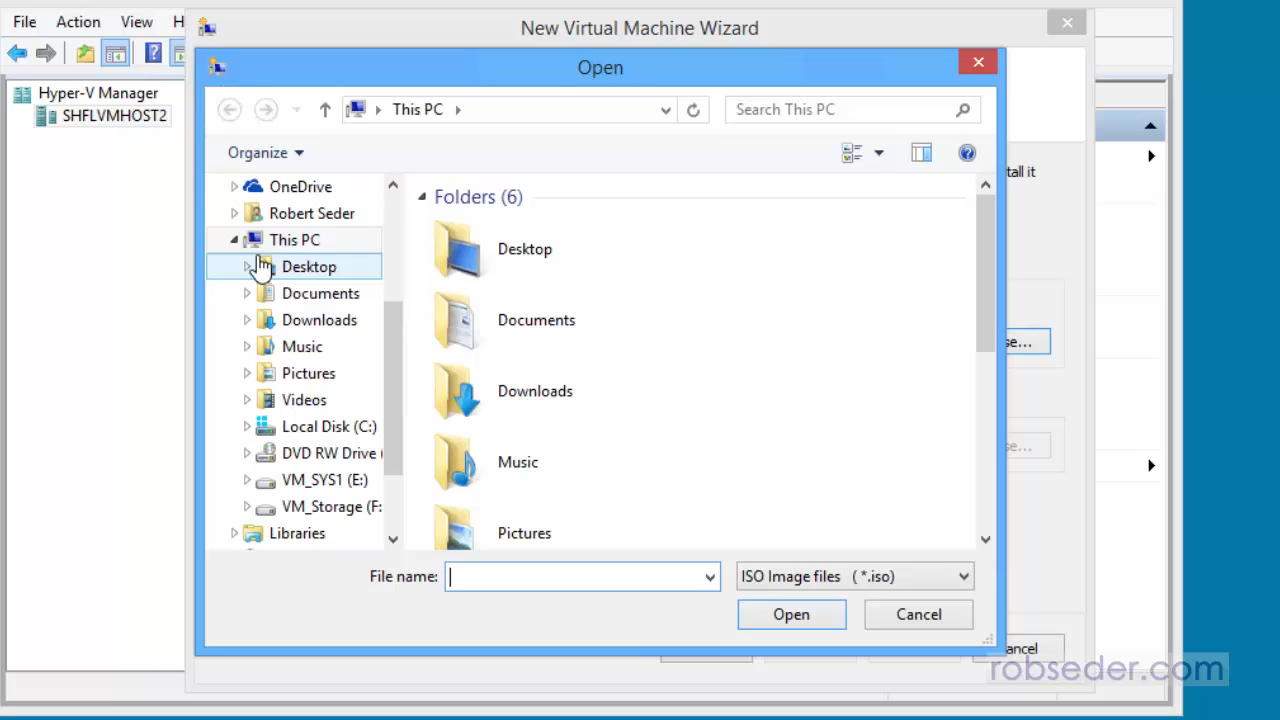 File Action View H
New Virtual Machine Wizard
Hyper-V Manager
SHFLVMHOST2
Open
This PC
Search This PC
Organize
OneDrive
Robert Seder
This PC
Desktop
Documents
Downloads
Music
Pictures
Videos
Local Disk (C:)
DVD RW Drive (
VM_SYS1 (E:)
VM_Storage (F:
Libraries
Folders (6)
Desktop
Documents
Downloads
Music
Pictures
File name:
ISO Image files (*.iso)
Open Cancel
tall it
se...
se...
ancel
robseder.com